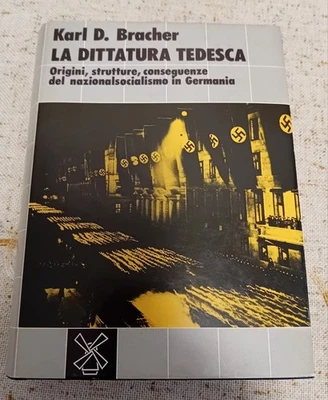 Karl D. Bracher
LA DITTATURA TEDESCA
Origini, strutture, conseguenze
del nazionalsocialismo in Germania